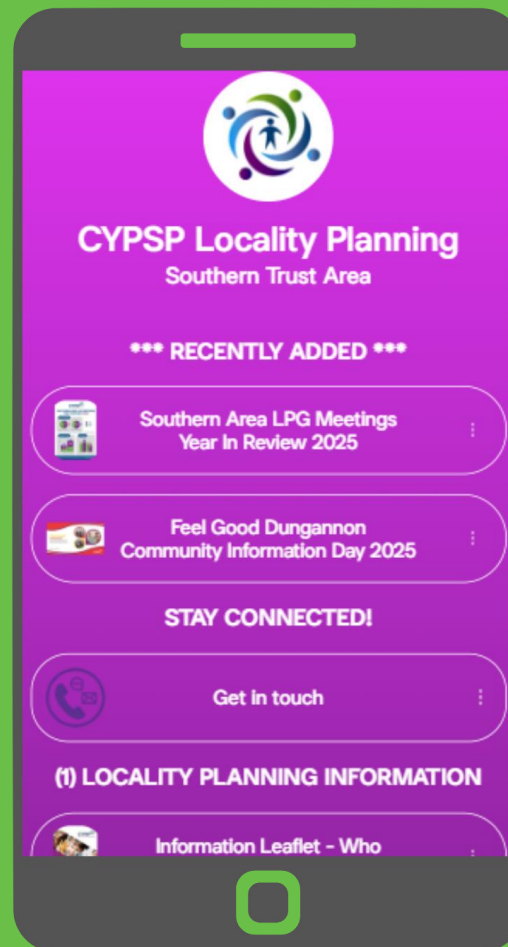 CYPSP Locality Planning
Southern Trust Area
*** RECENTLY ADDED ***
Southern Area LPG Meetings
Year In Review 2025
Feel Good Dungannon
Community Information Day 2025
STAY CONNECTED!
Get in touch
(1) LOCALITY PLANNING INFORMATION
Information Leaflet - Who